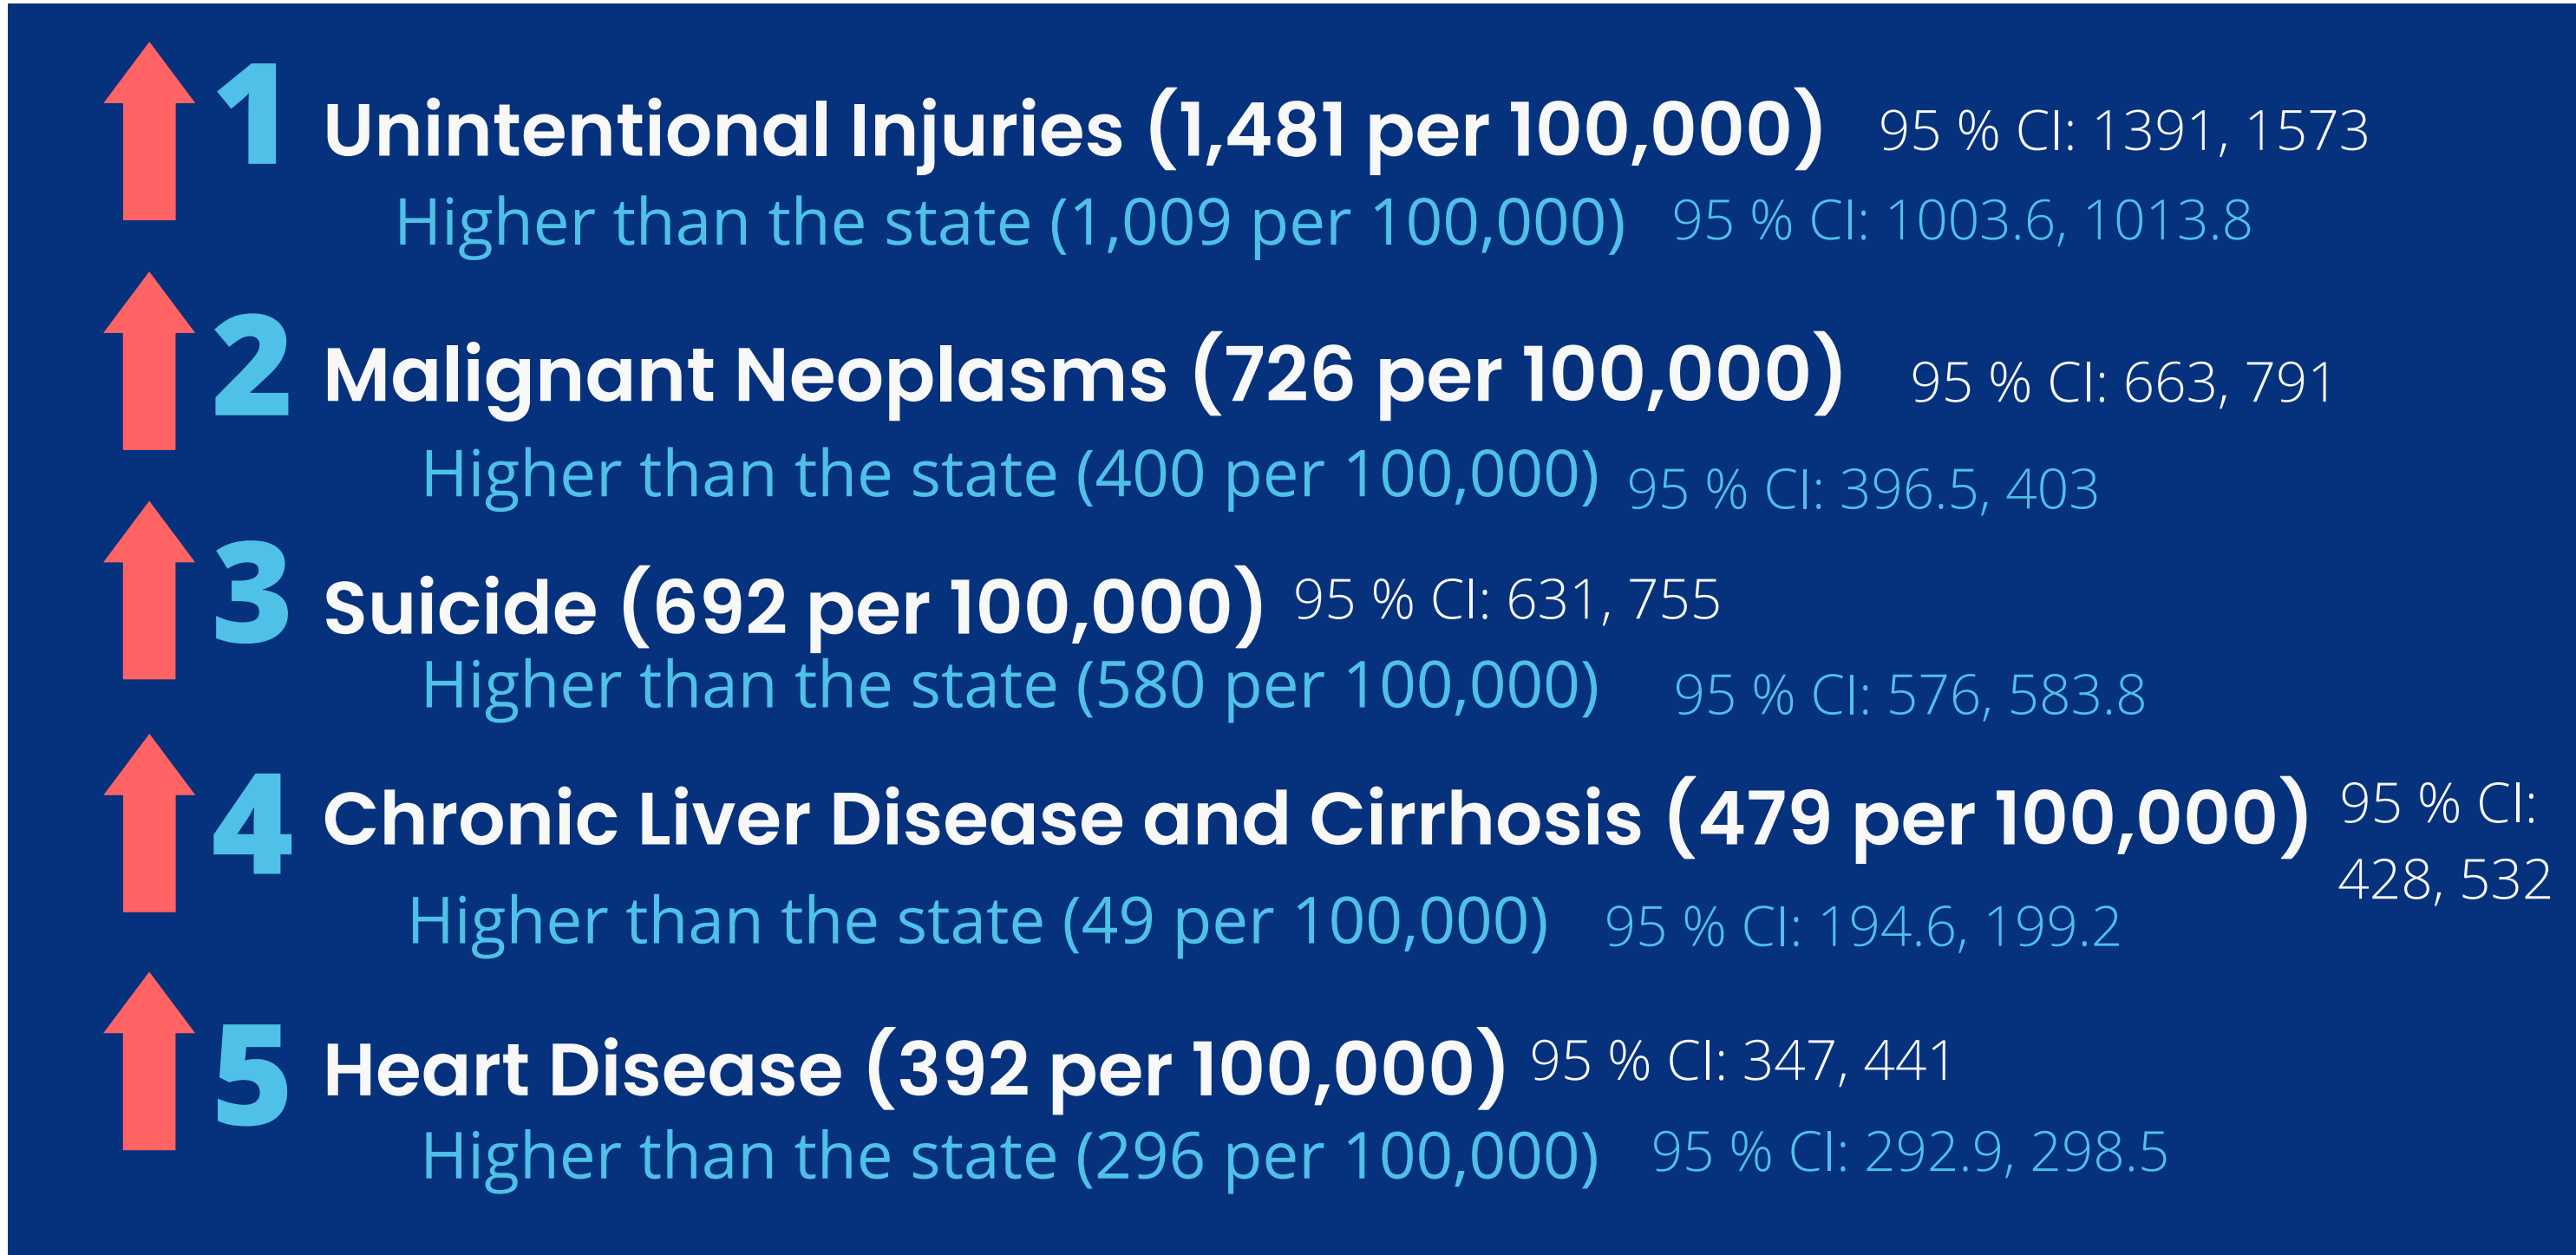 1 Unintentional Injuries (1,481 per 100,000) 95 % CI: 1391, 1573
Higher than the state (1,009 per 100,000) 95 % CI: 1003.6, 1013.8
2 Malignant Neoplasms (726 per 100,000) 95 % CI: 663, 791
Higher than the state (400 per 100,000) 95 % CI: 396.5, 403
3 Suicide (692 per 100,000) 95 % CI: 631, 755
Higher than the state (580 per 100,000) 95 % CI: 576, 583.8
4 Chronic Liver Disease and Cirrhosis (479 per 100,000) 95 % CI:
428, 532
Higher than the state (49 per 100,000) 95 % CI: 194.6, 199.2
5 Heart Disease (392 per 100,000) 95 % CI: 347, 441
Higher than the state (296 per 100,000) 95 % CI: 292.9, 298.5